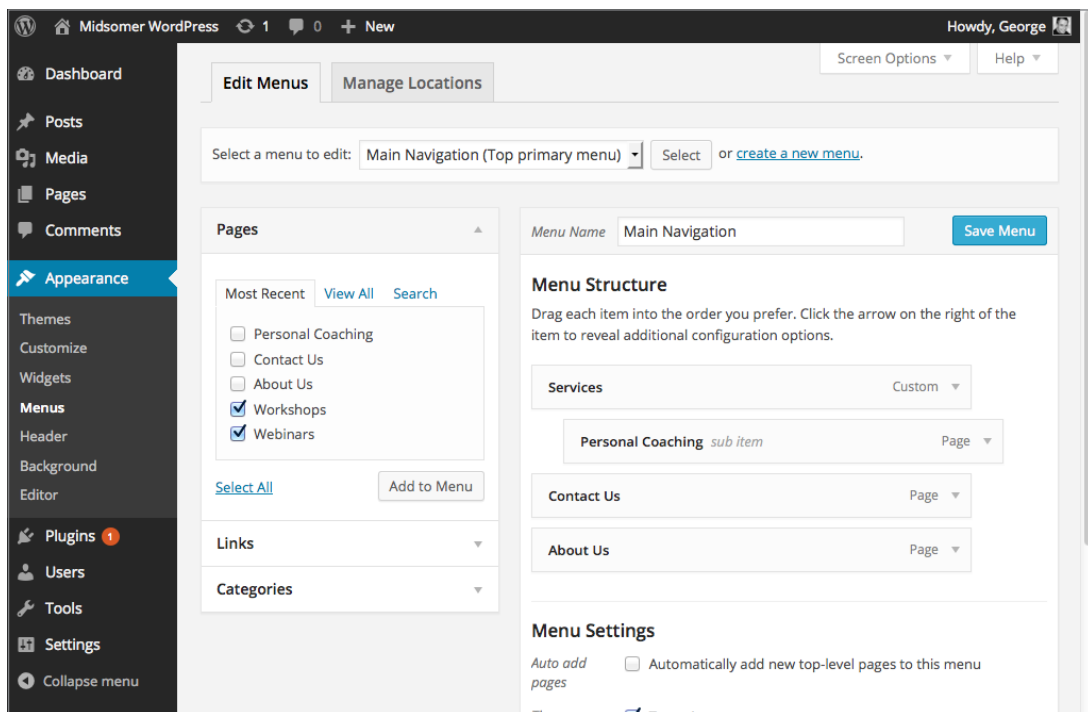 Midsomer WordPress 1 0 + New Howdy, George
Dashboard
Posts
Media
Pages
Comments
Appearance
Themes
Customize
Widgets
Menus
Header
Background
Editor
Plugins 1
Users
Tools
Settings
Collapse menu
Screen Options Help
Edit Menus Manage Locations
Select a menu to edit: Main Navigation (Top primary menu) Select or create a new menu.
Pages
Most Recent View All Search
Personal Coaching
Contact Us
About Us
Workshops
Webinars
Select All Add to Menu
Links
Categories
Menu Name Main Navigation Save Menu
Menu Structure
Drag each item into the order you prefer. Click the arrow on the right of the
item to reveal additional configuration options.
Services Custom
Personal Coaching sub item Page
Contact Us Page
About Us Page
Menu Settings
Auto add Automatically add new top-level pages to this menu
pages